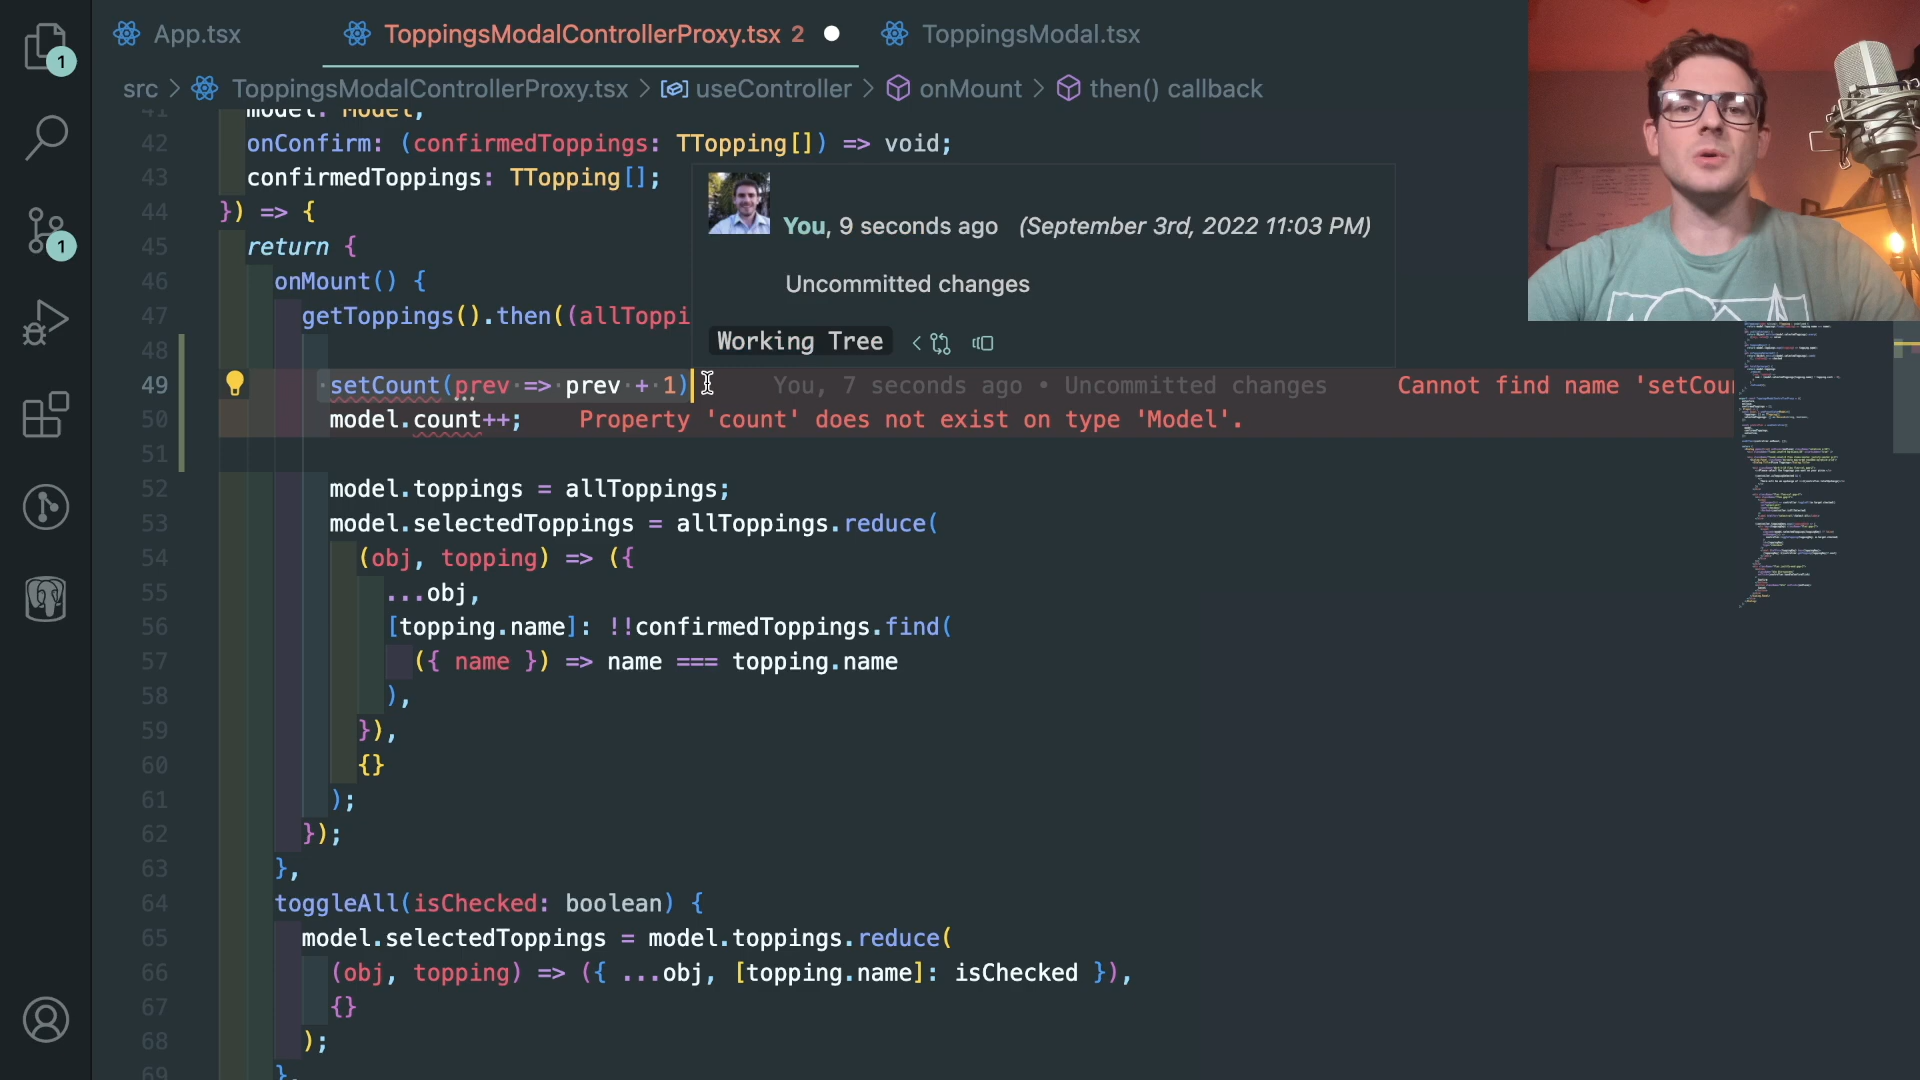 App.tsx
ToppingsModalControllerProxy.tsx 2
ToppingsModal.tsx
src > ToppingsModalControllerProxy.tsx > useController > onMount > then() callback
1
1
41 model: Model,
42 onConfirm: (confirmedToppings: TTopping[]) => void;
43 confirmedToppings: TTopping[];
44 }) => {
45 return {
46 onMount() {
47 getToppings().then((allToppi
48
49 setCount(prev => prev + 1) You, 7 seconds ago • Uncommitted changes Cannot find name 'setCou
50 model.count++; Property 'count' does not exist on type 'Model'.
51
52 model.toppings = allToppings;
53 model.selectedToppings = allToppings.reduce(
54 (obj, topping) => ({
55 ...obj,
56 [topping.name]: !!confirmedToppings.find(
57 ({ name }) => name === topping.name
58 ),
59 }),
60 {}
61 );
62 });
63 },
64 toggleAll(isChecked: boolean) {
65 model.selectedToppings = model.toppings.reduce(
66 (obj, topping) => ({ ...obj, [topping.name]: isChecked }),
67 {}
68 );
69 },
You, 9 seconds ago (September 3rd, 2022 11:03 PM)
Uncommitted changes
Working Tree